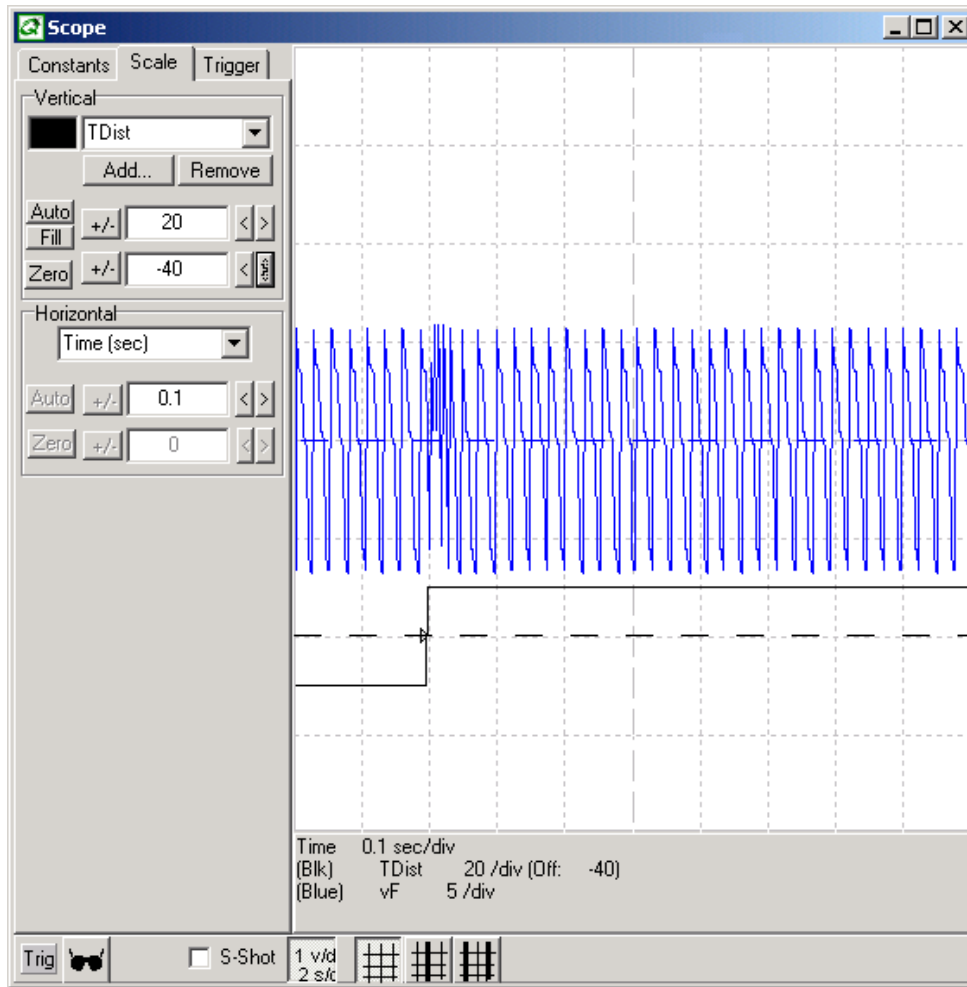 Scope
Constants Scale Trigger
Vertical
TDist
Add... Remove
Auto
Fill
+/- 20 < >
Zero +/- -40 <
Horizontal
Time (sec)
Auto +/- 0.1 < >
Zero +/- 0 < >
Time 0.1 sec/div
(Blk) TDist 20 /div (Off: -40)
(Blue) vF 5 /div
Trig S-Shot
1 v/d
2 s/c